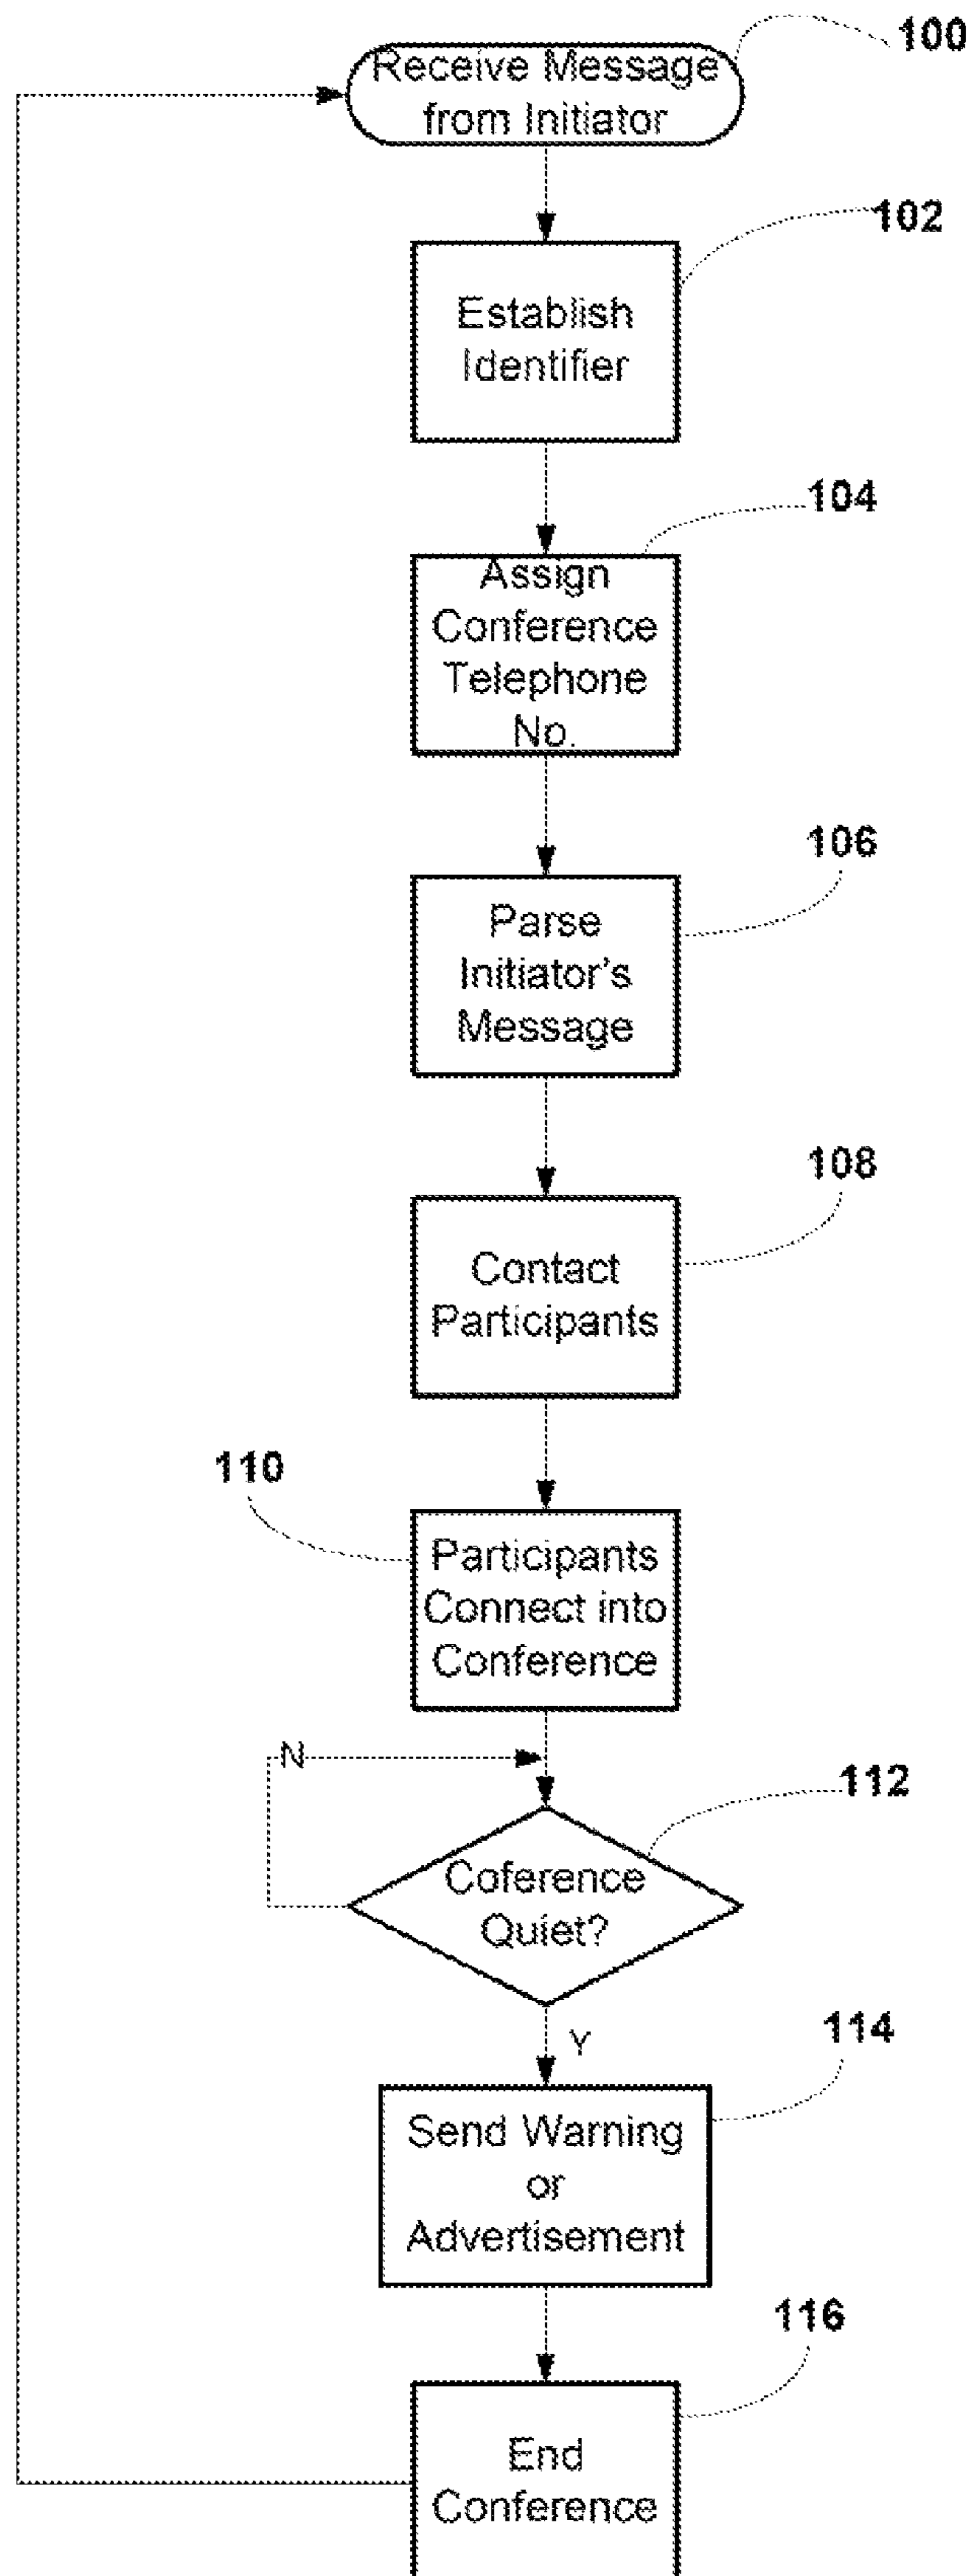 100
Receive Message
from Initiator
102
Establish
Identifier
104
Assign
Conference
Telephone
No.
106
Parse
Initiator's
Message
108
Contact
Participants
110
Participants
Connect into
Conference
N
112
Coference
Quiet?
Y
114
Send Warning
or
Advertisement
116
End
Conference